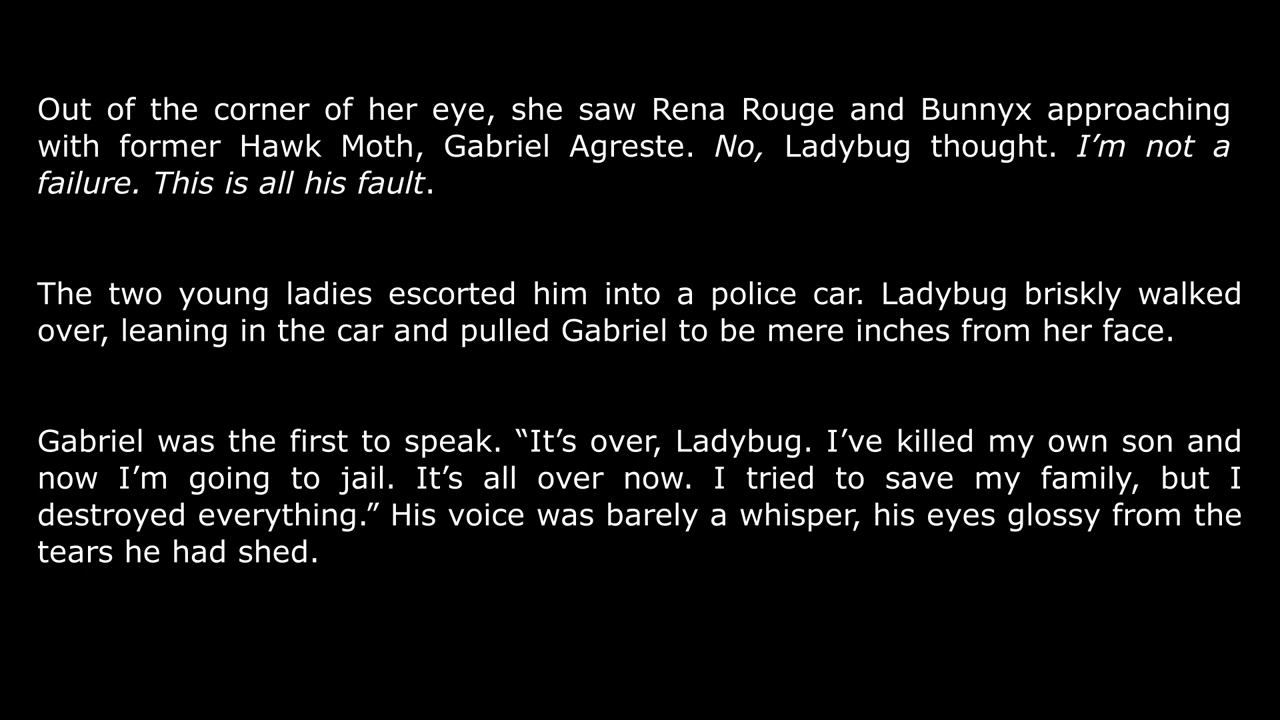 Out of the corner of her eye, she saw Rena Rouge and Bunnyx approaching
with former Hawk Moth, Gabriel Agreste. No, Ladybug thought. I’m not a
failure. This is all his fault.
The two young ladies escorted him into a police car. Ladybug briskly walked
over, leaning in the car and pulled Gabriel to be mere inches from her face.
Gabriel was the first to speak. “It’s over, Ladybug. I’ve killed my own son and
now I’m going to jail. It’s all over now. I tried to save my family, but I
destroyed everything.” His voice was barely a whisper, his eyes glossy from the
tears he had shed.